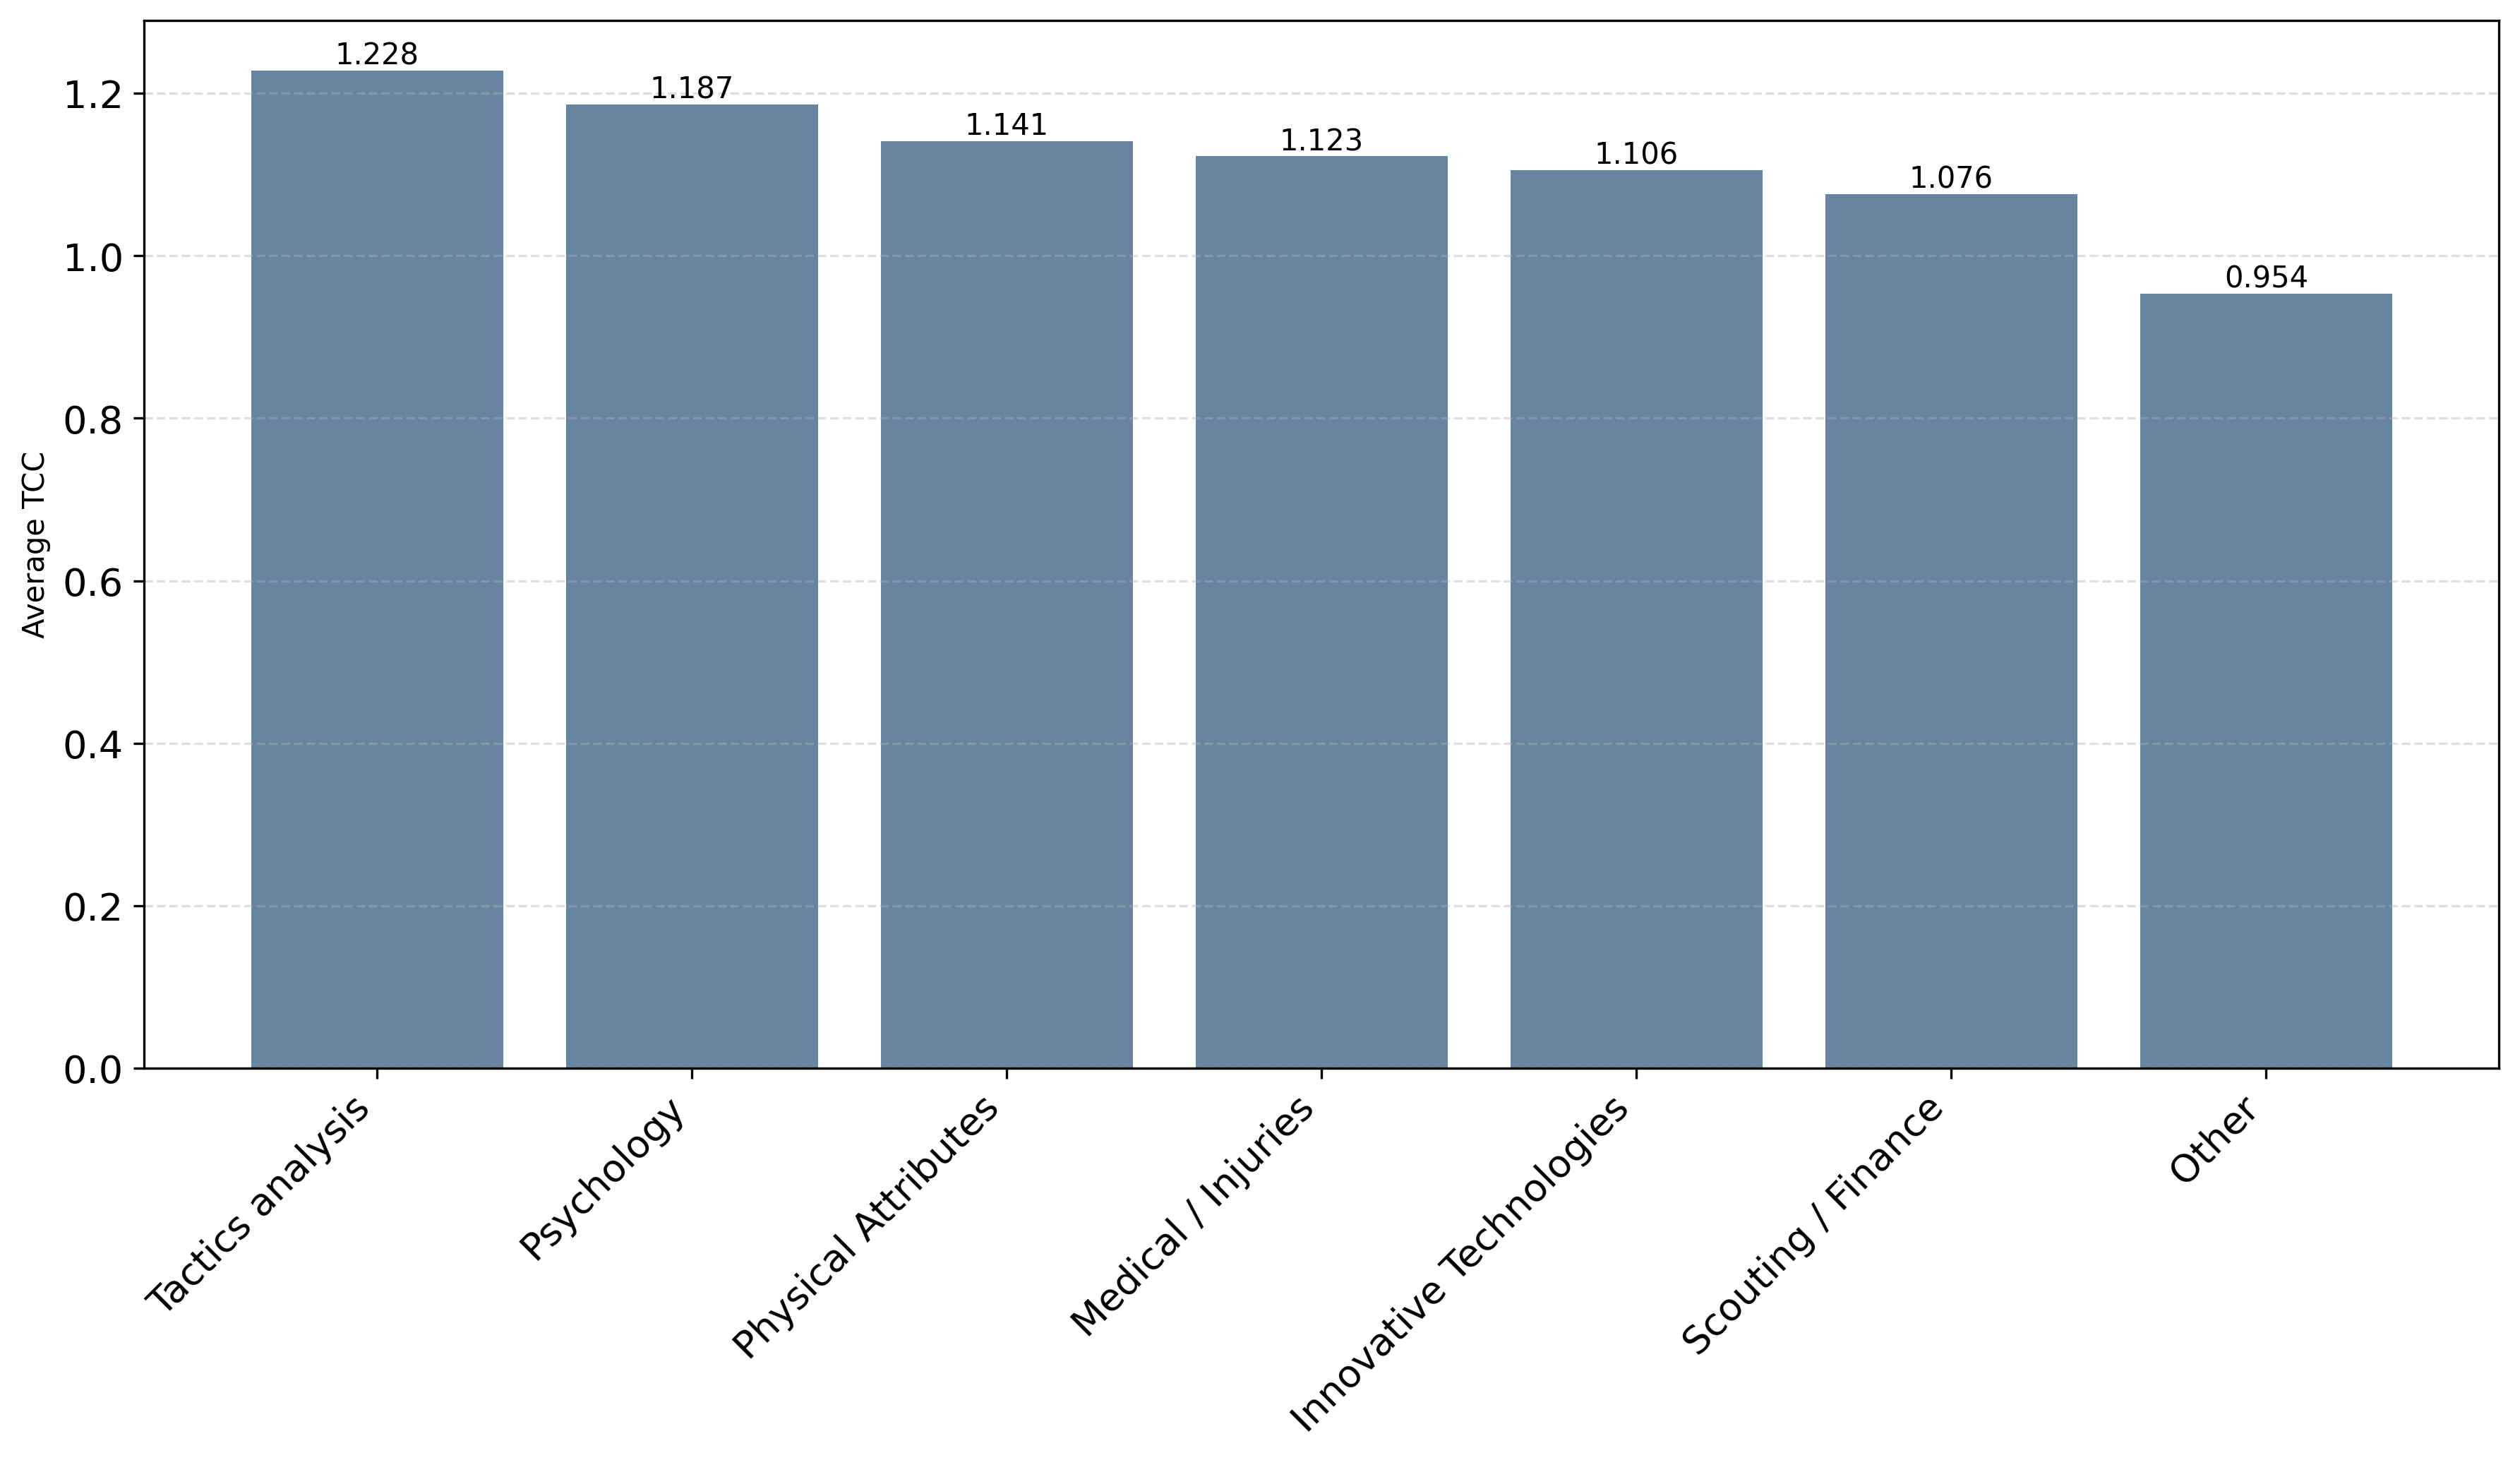 1.228
1.187
1.141
1.123
1.106
1.076
0.954
1.2
1.0
0.8
0.6
0.4
0.2
0.0
Average TCC
Tactics analysis
Psychology
Physical Attributes
Medical / Injuries
Innovative Technologies
Scouting / Finance
Other